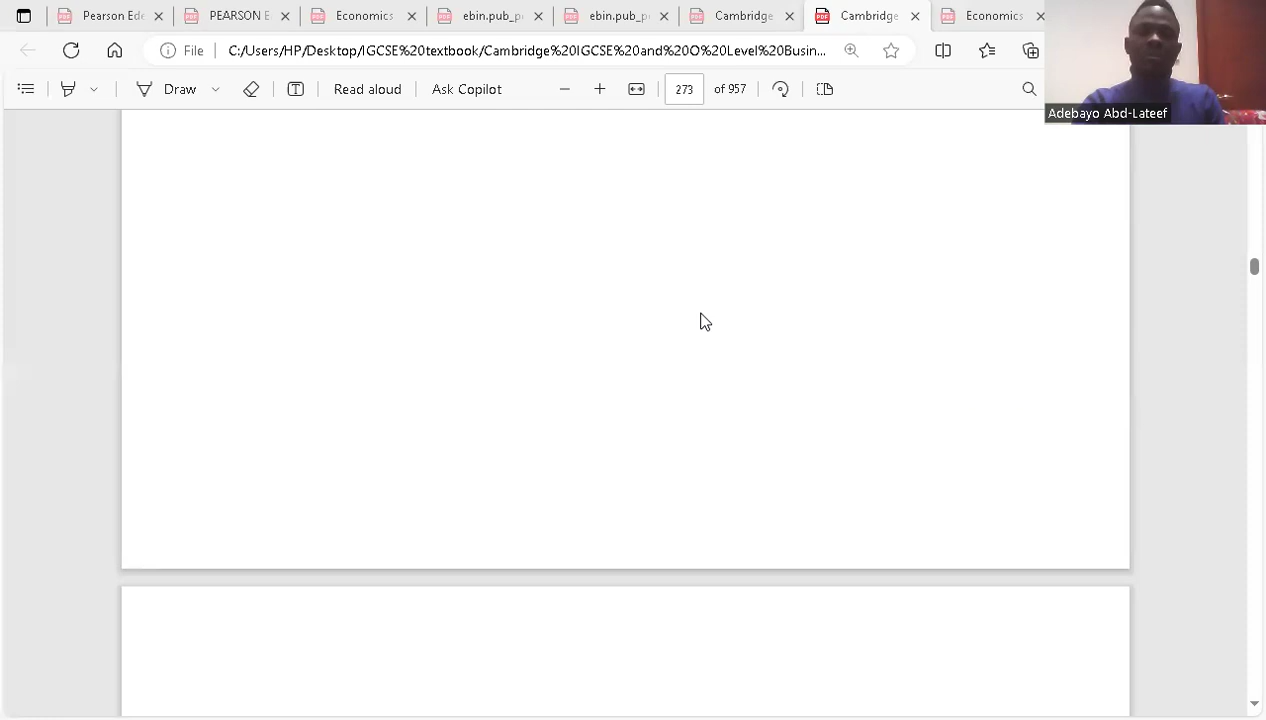 Pearson Ede
PEARSON E
Economics
ebin.pub_p
ebin.pub_p
Cambridge
Cambridge
Economics
File
C:/Users/HP/Desktop/IGCSE%20textbook/Cambridge%20IGCSE%20and%20O%20Level%20Busin...
Draw
Read aloud
Ask Copilot
273
of 957
Adebayo Abd-Lateef